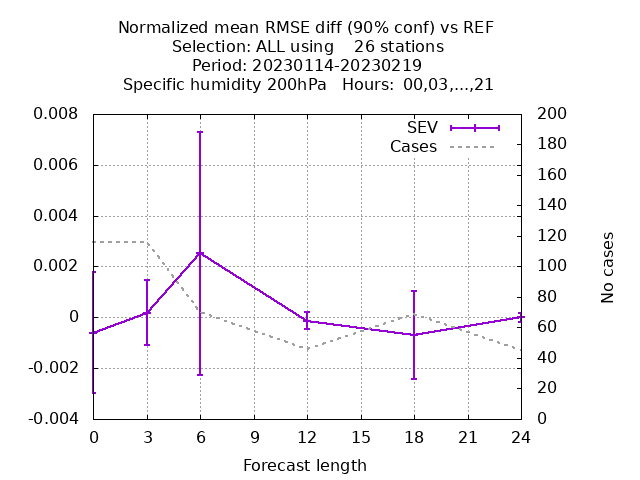 Normalized mean RMSE diff (90% conf) vs REF
Selection: ALL using    26 stations
Period: 20230114-20230219
Specific humidity 200hPa   Hours:  00,03,...,21
SEV
Cases
0.008
0.006
0.004
0.002
0
-0.002
-0.004
200
180
160
140
120
100
80
60
40
20
0
No cases
0 3 6 9 12 15 18 21 24
Forecast length